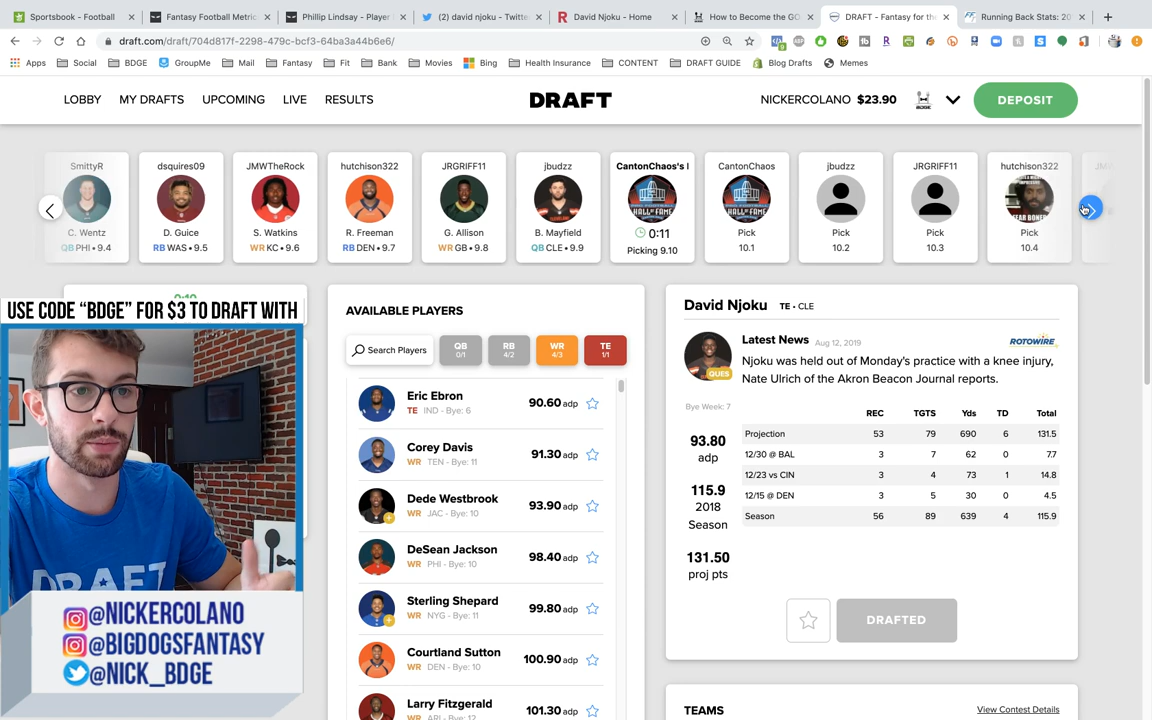 Sportsbook - Football
Fantasy Football Metric
Phillip Lindsay - Player
(2) david njoku - Twitte
David Njoku - Home
How to Become the GO
DRAFT - Fantasy for the
Running Back Stats: 20
draft.com/draft/704d817f-2298-479c-bcf3-64ba3a44b6e6/
Apps Social BDGE GroupMe Mail Fantasy Fit Bank Movies Bing Health Insurance CONTENT DRAFT GUIDE Blog Drafts Memes
LOBBY MY DRAFTS UPCOMING LIVE RESULTS DRAFT NICKERCOLANO $23.90 DEPOSIT
SmittyR
C. Wentz
QB PHI • 9.4
dsquires09
D. Guice
RB WAS • 9.5
JMWTheRock
S. Watkins
WR KC • 9.6
hutchison322
R. Freeman
RB DEN • 9.7
JRGRIFF11
G. Allison
WR GB • 9.8
jbudzz
B. Mayfield
QB CLE • 9.9
CantonChaos's
0:11
Picking 9.10
CantonChaos
Pick
10.1
jbudzz
Pick
10.2
JRGRIFF11
Pick
10.3
hutchison322
Pick
10.4
USE CODE "BDGE" FOR $3 TO DRAFT WITH
DRAFT
@NICKERCOLANO
@BIGDOGSFANTASY
@NICK_BDGE
AVAILABLE PLAYERS
Search Players
QB
0/1
RB
4/2
WR
4/3
TE
1/1
Eric Ebron
TE IND - Bye: 6
90.60 adp
Corey Davis
WR TEN - Bye: 11
91.30 adp
Dede Westbrook
WR JAC - Bye: 10
93.90 adp
DeSean Jackson
WR PHI - Bye: 10
98.40 adp
Sterling Shepard
WR NYG - Bye: 11
99.80 adp
Courtland Sutton
WR DEN - Bye: 10
100.90 adp
Larry Fitzgerald
WR ARI - Bye: 12
101.30 adp
David Njoku TE • CLE
QUES
Latest News Aug 12, 2019
ROTOWIRE
Njoku was held out of Monday's practice with a knee injury,
Nate Ulrich of the Akron Beacon Journal reports.
Bye Week: 7
93.80
adp
115.9
2018
Season
131.50
proj pts
REC TGTS Yds TD Total
Projection 53 79 690 6 131.5
12/30 @ BAL 3 7 62 0 7.7
12/23 vs CIN 3 4 73 1 14.8
12/15 @ DEN 3 5 30 0 4.5
Season 56 89 639 4 115.9
DRAFTED
TEAMS
View Contest Details